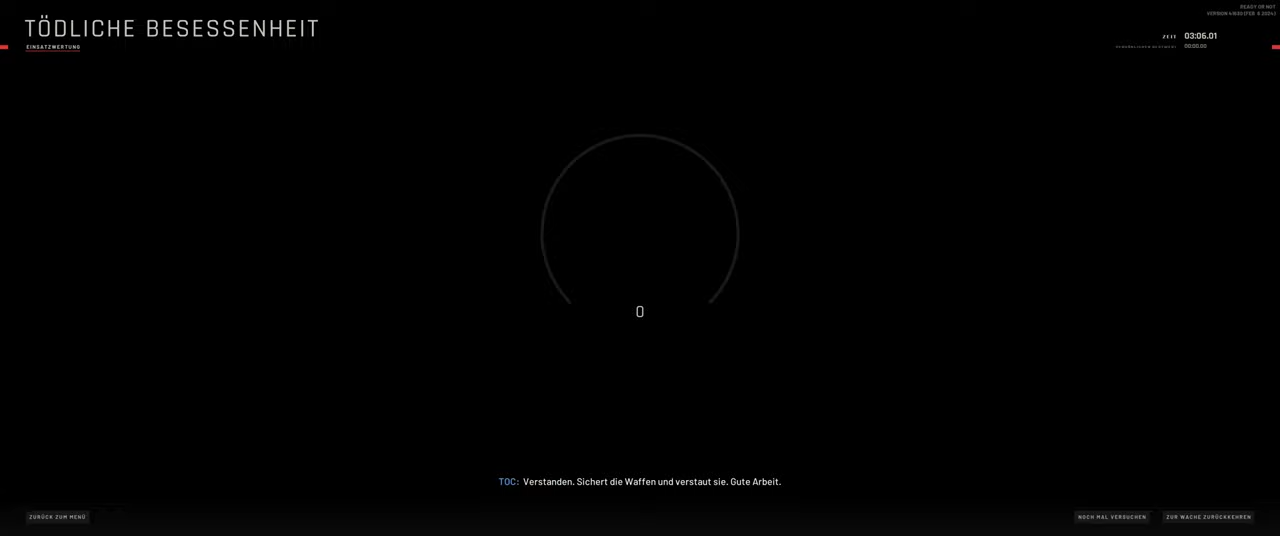 READY OR NOT
TÖDLICHE BESESSENHEIT
EINSATZWERTUNG
ZEIT 03:06.01
00:00.00
0
TOC: Verstanden. Sichert die Waffen und verstaut sie. Gute Arbeit.
ZURÜCK ZUM MENÜ
NOCH MAL VERSUCHEN
ZUR WACHE ZURÜCKKEHREN